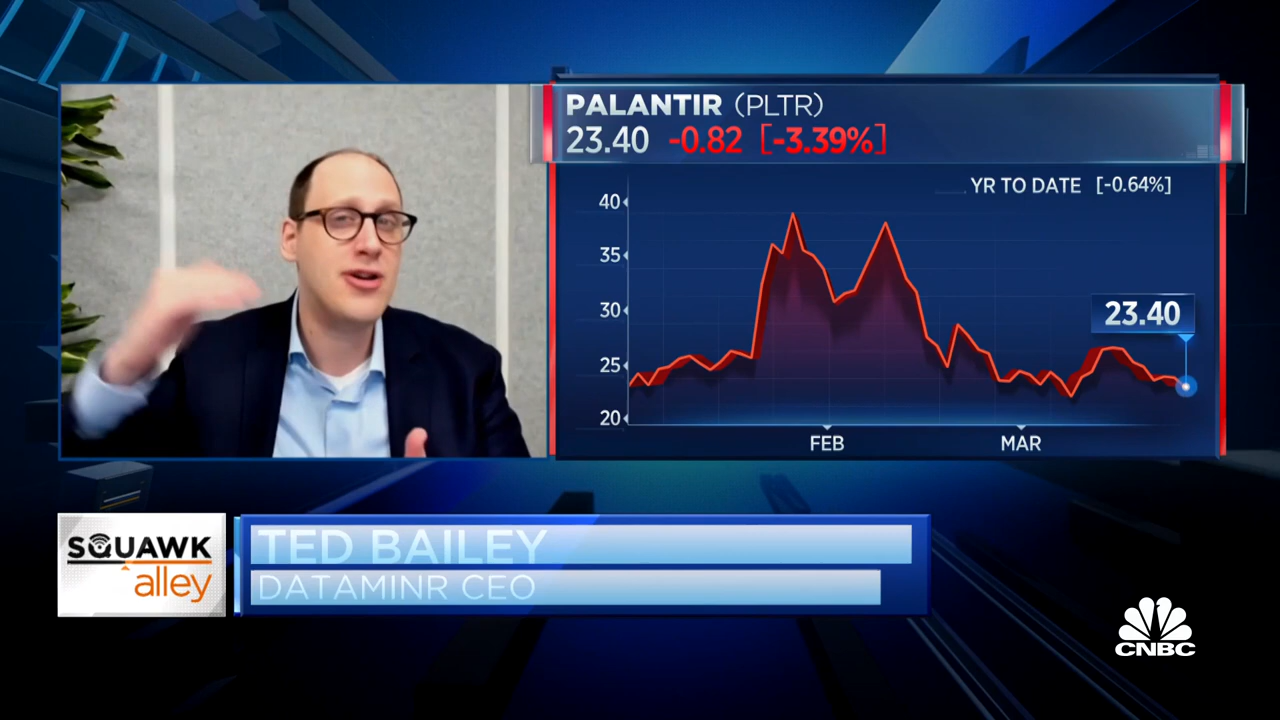 PALANTIR (PLTR)
23.40 -0.82 [-3.39%]
YR TO DATE [-0.64%]
40
35
30
25
20
23.40
FEB MAR
SQUAWK
alley
TED BAILEY
DATAMINR CEO
CNBC